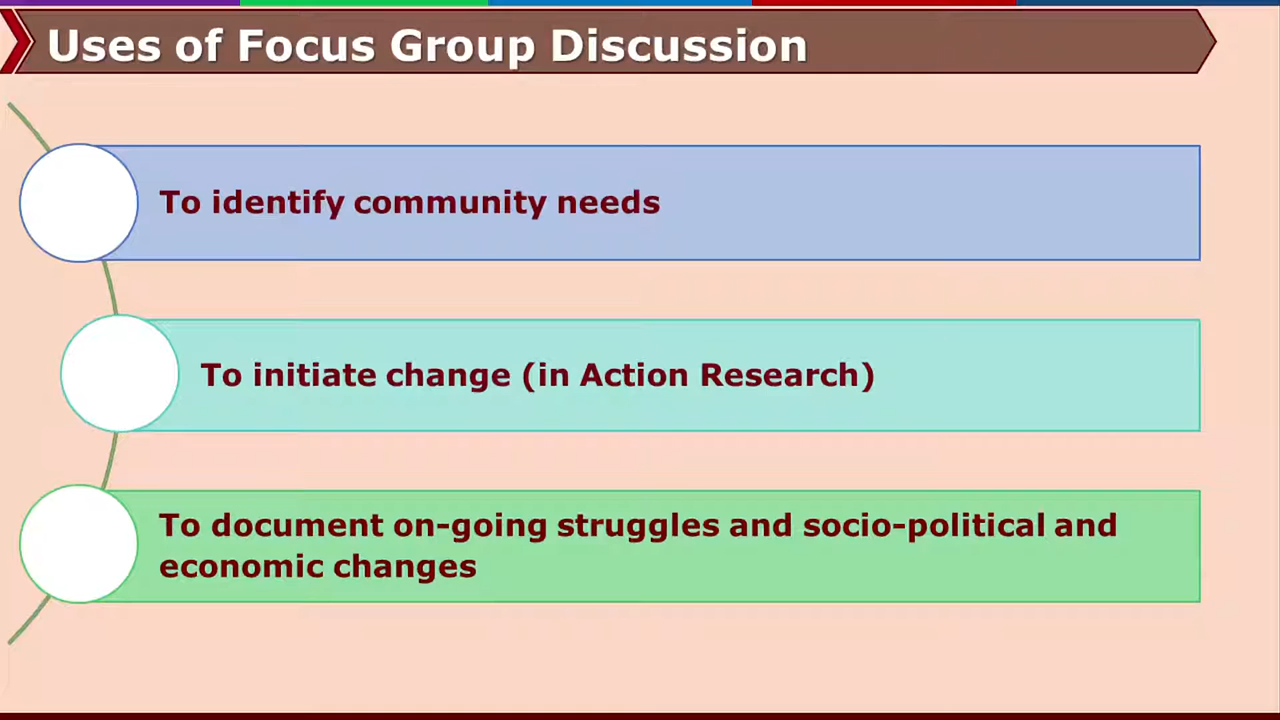 Uses of Focus Group Discussion
To identify community needs
To initiate change (in Action Research)
To document on-going struggles and socio-political and
economic changes